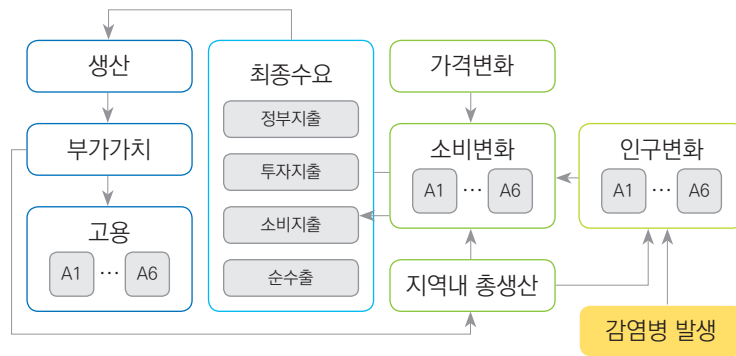 생산
부가가치
고용
A1 ⋯ A6
최종수요
정부지출
투자지출
소비지출
순수출
가격변화
소비변화
A1 ⋯ A6
지역내 총생산
인구변화
A1 ⋯ A6
감염병 발생